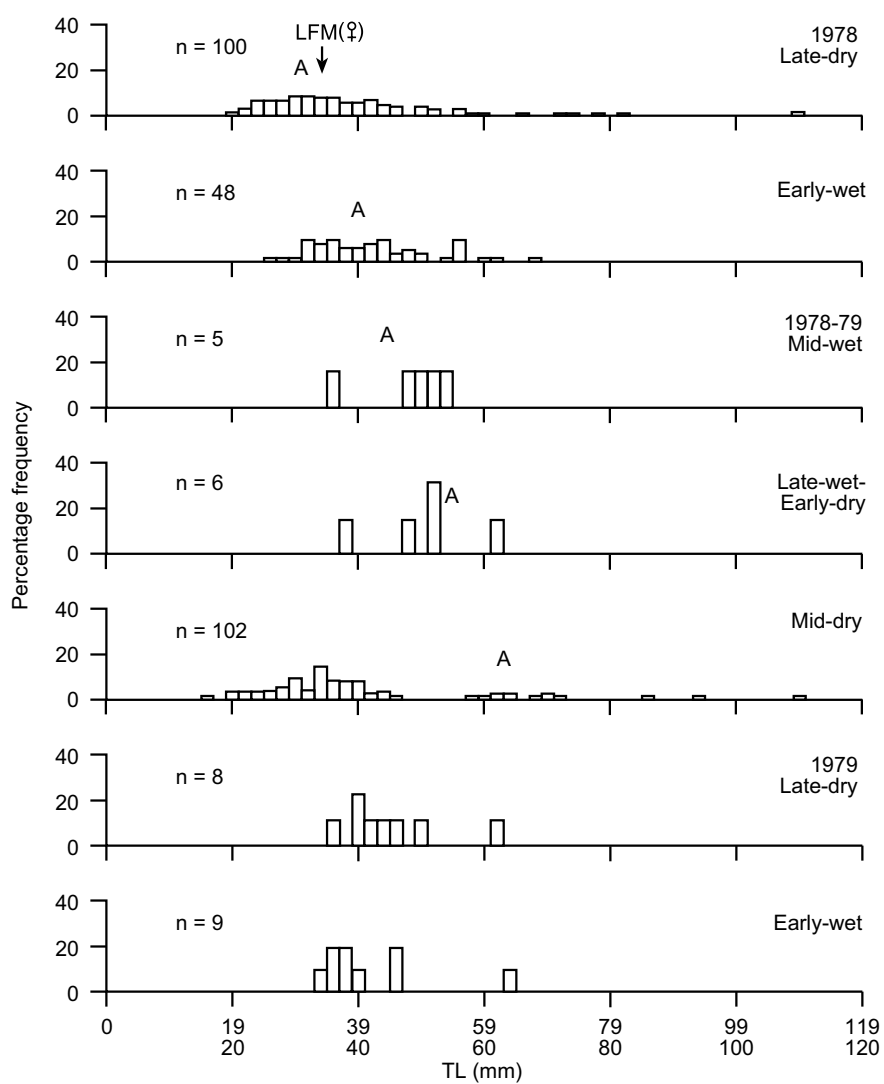 40
20
0
n = 100
LFM(♀)
A
1978
Late-dry
40
20
0
n = 48
A
Early-wet
40
20
0
n = 5
A
1978-79
Mid-wet
40
20
0
n = 6
A
Late-wet-
Early-dry
40
20
0
n = 102
A
Mid-dry
40
20
0
n = 8
1979
Late-dry
40
20
0
n = 9
Early-wet
Percentage frequency
0 19 39 59 79 99 119
20 40 60 80 100 120
TL (mm)